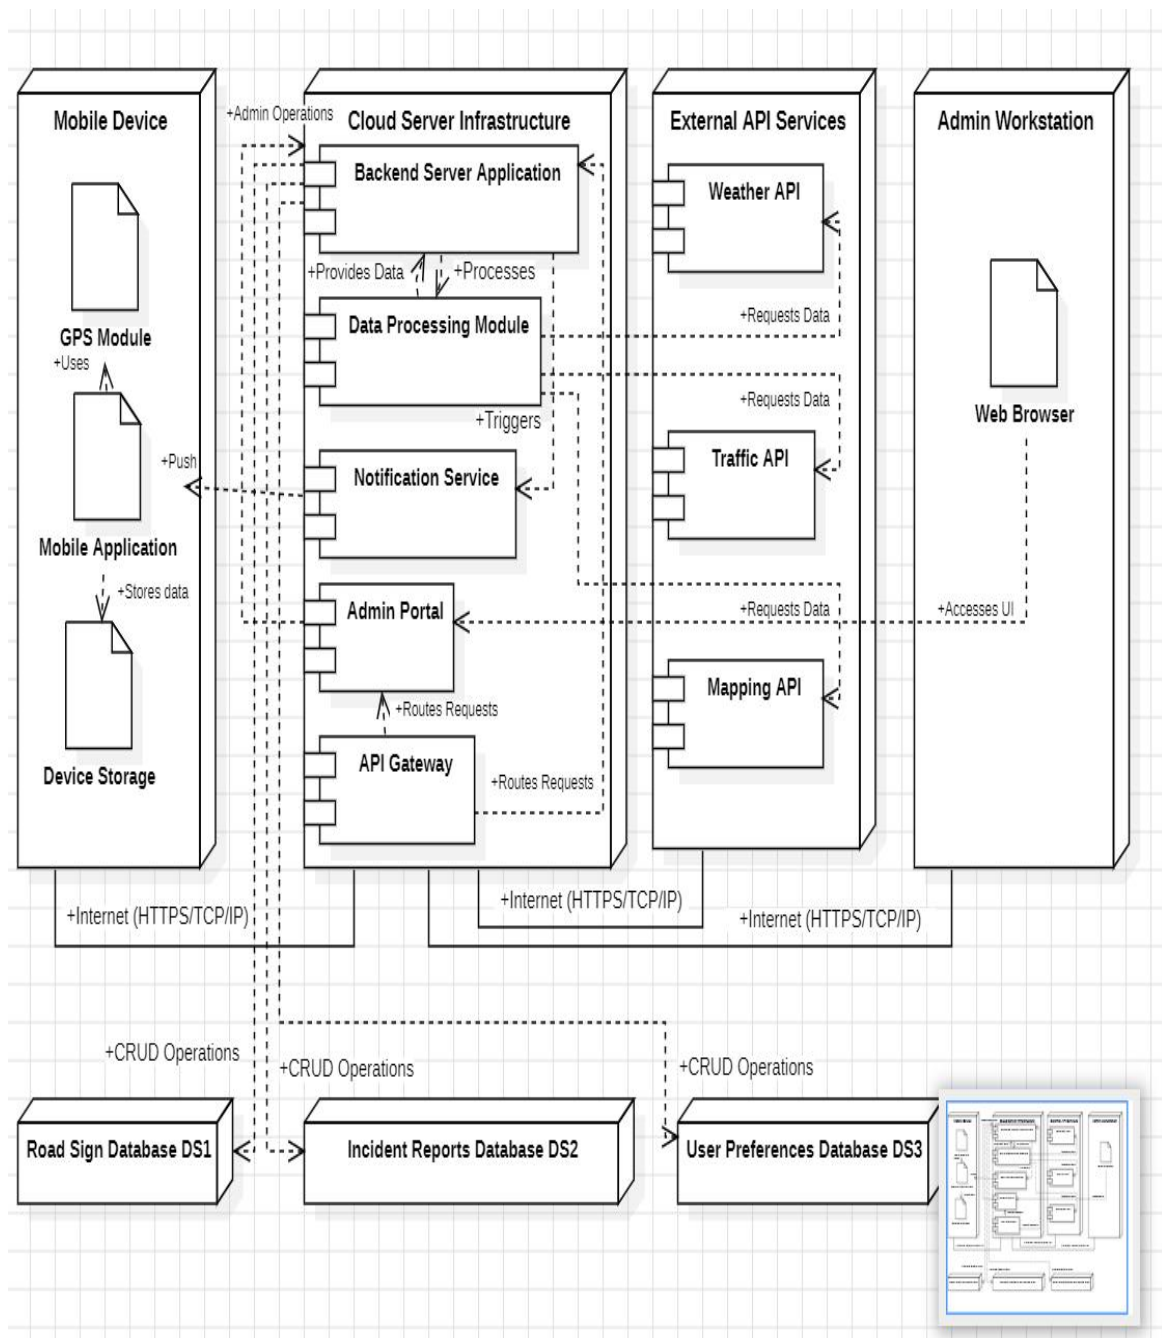 Mobile Device
+Admin Operations
Cloud Server Infrastructure
External API Services
Admin Workstation
Backend Server Application
Weather API
+Provides Data
+Processes
GPS Module
+Uses
Data Processing Module
+Requests Data
+Requests Data
Web Browser
+Triggers
+Push
Notification Service
Traffic API
Mobile Application
+Stores data
Admin Portal
+Requests Data
+Accesses UI
+Routes Requests
Mapping API
Device Storage
API Gateway
+Routes Requests
+Internet (HTTPS/TCP/IP)
+Internet (HTTPS/TCP/IP)
+Internet (HTTPS/TCP/IP)
+CRUD Operations
+CRUD Operations
+CRUD Operations
Road Sign Database DS1
Incident Reports Database DS2
User Preferences Database DS3